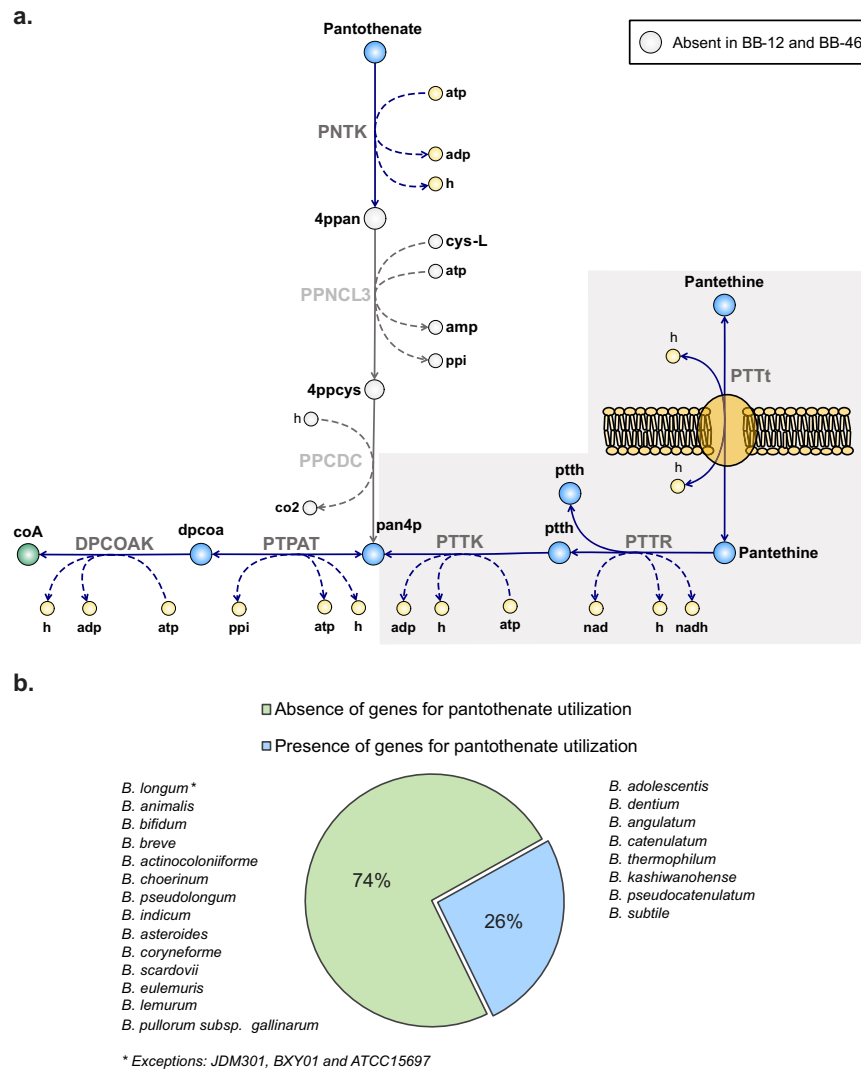 a.
Pantothenate
Absent in BB-12 and BB-46
atp
PNTK
adp
h
4ppan
cys-L
atp
PPNCL3
amp
ppi
4ppcys
h
PPCDC
co2
Pantethine
h
PTTt
h
ptth
coA
DPCOAK
dpcoa
PTPAT
pan4p
PTTK
ptth
PTTR
Pantethine
h
adp
atp
ppi
atp
h
adp
h
atp
nad
h
nadh
b.
Absence of genes for pantothenate utilization
Presence of genes for pantothenate utilization
B. longum*
B. animalis
B. bifidum
B. breve
B. actinocoloniiforme
B. choerinum
B. pseudolongum
B. indicum
B. asteroides
B. coryneforme
B. scardovii
B. eulemuris
B. lemurum
B. pullorum subsp. gallinarum
74%
26%
B. adolescentis
B. dentium
B. angulatum
B. catenulatum
B. thermophilum
B. kashiwanohense
B. pseudocatenulatum
B. subtile
* Exceptions: JDM301, BXY01 and ATCC15697